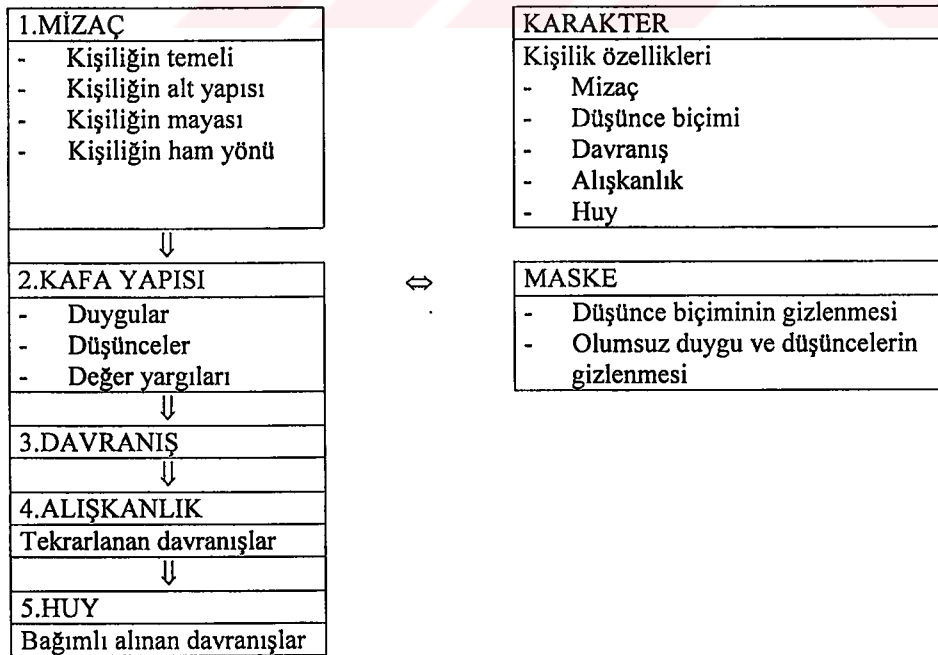 1.MİZAÇ
- Kişiliğin temeli
- Kişiliğin alt yapısı
- Kişiliğin mayası
- Kişiliğin ham yönü
⇓
2.KAFA YAPISI
- Duygular
- Düşünceler
- Değer yargıları
⇓
3.DAVRANIŞ
⇓
4.ALIŞKANLIK
Tekrarlanan davranışlar
⇓
5.HUY
Bağımlı alınan davranışlar
⇔
KARAKTER
Kişilik özellikleri
- Mizaç
- Düşünce biçimi
- Davranış
- Alışkanlık
- Huy
MASKE
- Düşünce biçiminin gizlenmesi
- Olumsuz duygu ve düşüncelerin
gizlenmesi